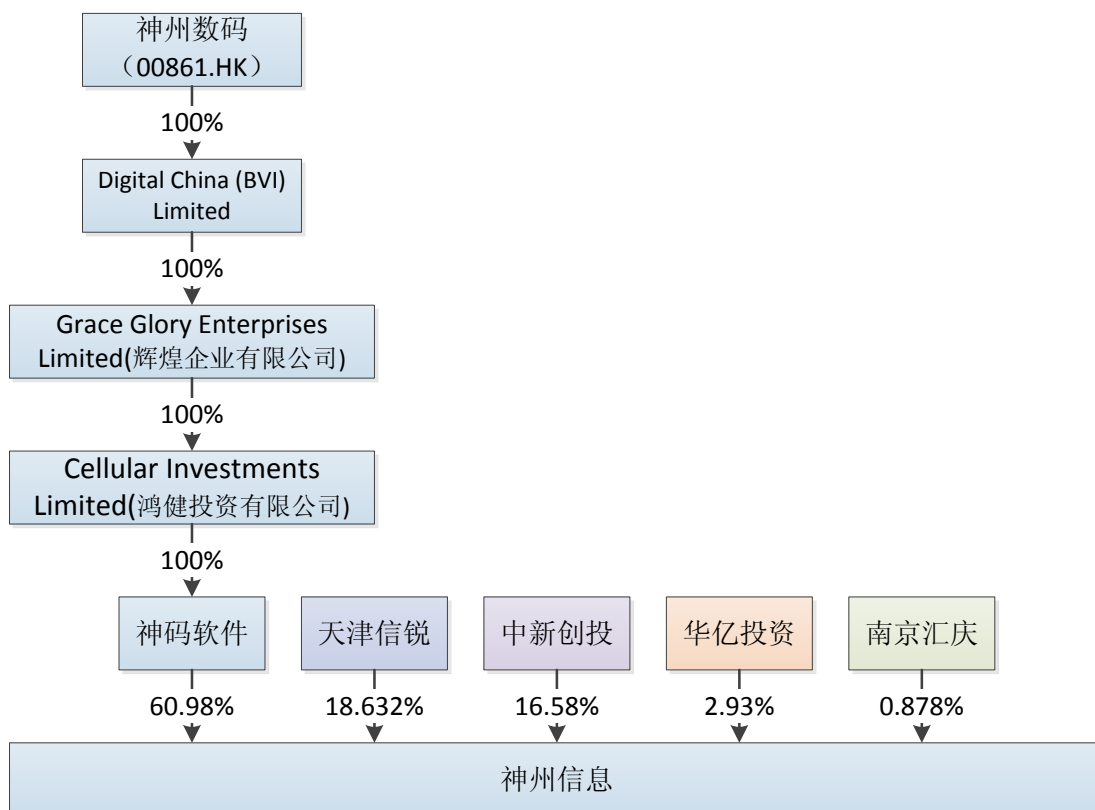 神州数码
（00861.HK）
100%
Digital China (BVI)
Limited
100%
Grace Glory Enterprises
Limited(辉煌企业有限公司)
100%
Cellular Investments
Limited(鸿健投资有限公司)
100%
神码软件 天津信锐 中新创投 华亿投资 南京汇庆
60.98% 18.632% 16.58% 2.93% 0.878%
神州信息